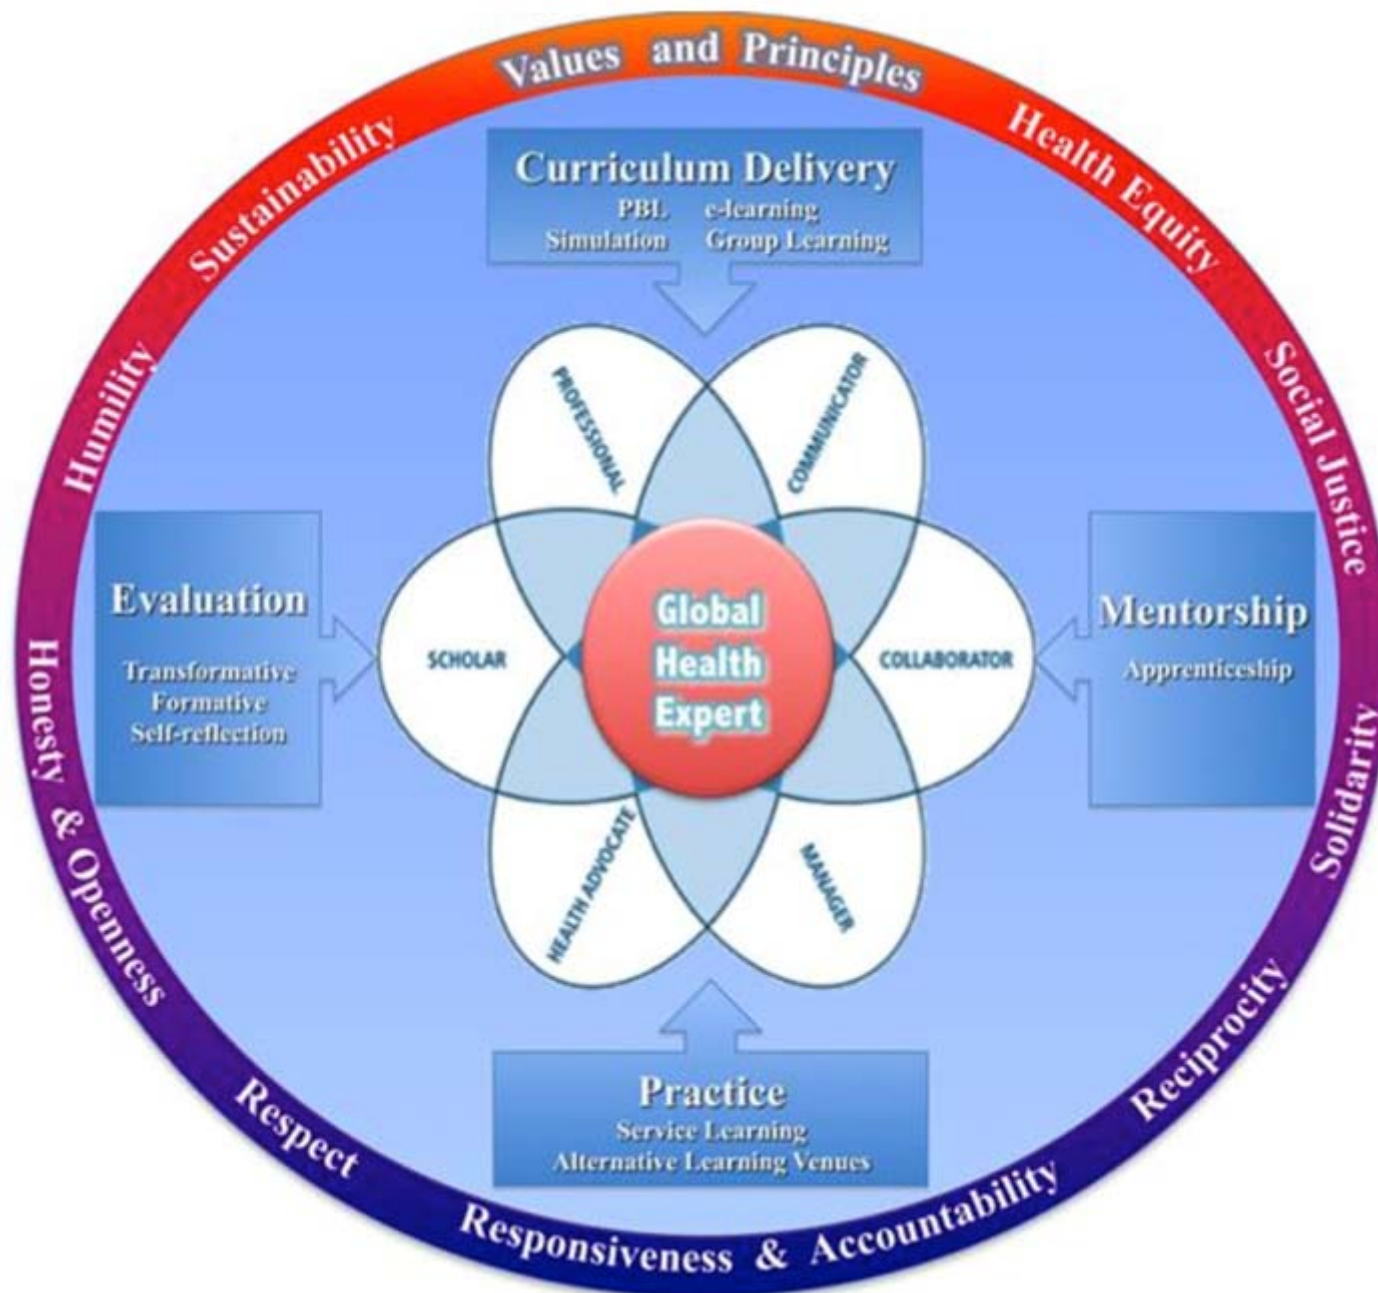 Values and Principles
Health Equity
Social Justice
Solidarity
Reciprocity
Responsiveness & Accountability
Respect
Honesty & Openness
Humility
Sustainability
Curriculum Delivery
PBL e-learning
Simulation Group Learning
Evaluation
Transformative
Formative
Self-reflection
Mentorship
Apprenticeship
Practice
Service Learning
Alternative Learning Venues
PROFESSIONAL
COMMUNICATOR
SCHOLAR
COLLABORATOR
HEALTH ADVOCATE
MANAGER
Global
Health
Expert